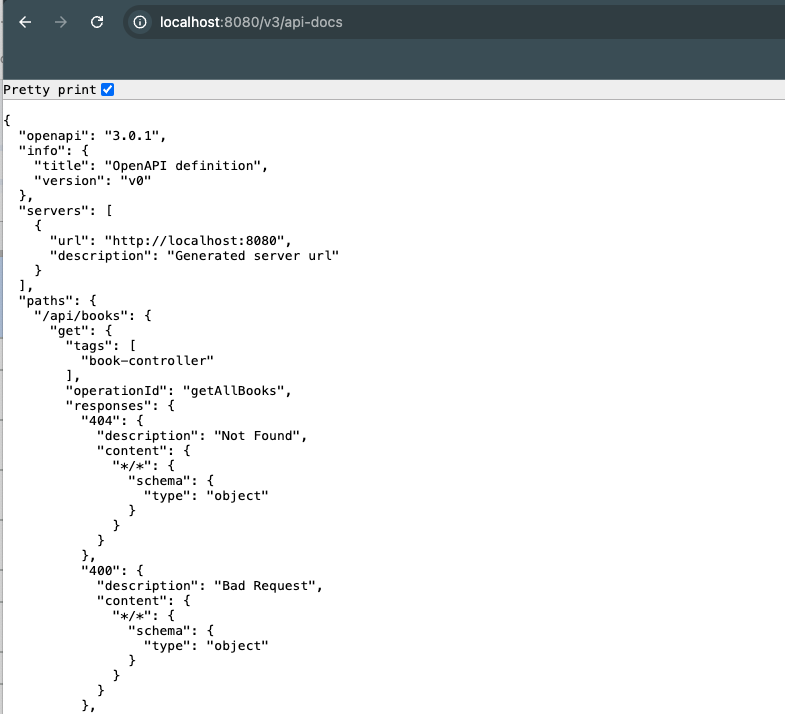 localhost:8080/v3/api-docs
Pretty print
{
  "openapi": "3.0.1",
  "info": {
    "title": "OpenAPI definition",
    "version": "v0"
  },
  "servers": [
    {
      "url": "http://localhost:8080",
      "description": "Generated server url"
    }
  ],
  "paths": {
    "/api/books": {
      "get": {
        "tags": [
          "book-controller"
        ],
        "operationId": "getAllBooks",
        "responses": {
          "404": {
            "description": "Not Found",
            "content": {
              "*/*": {
                "schema": {
                  "type": "object"
                }
              }
            }
          },
          "400": {
            "description": "Bad Request",
            "content": {
              "*/*": {
                "schema": {
                  "type": "object"
                }
              }
            }
          },